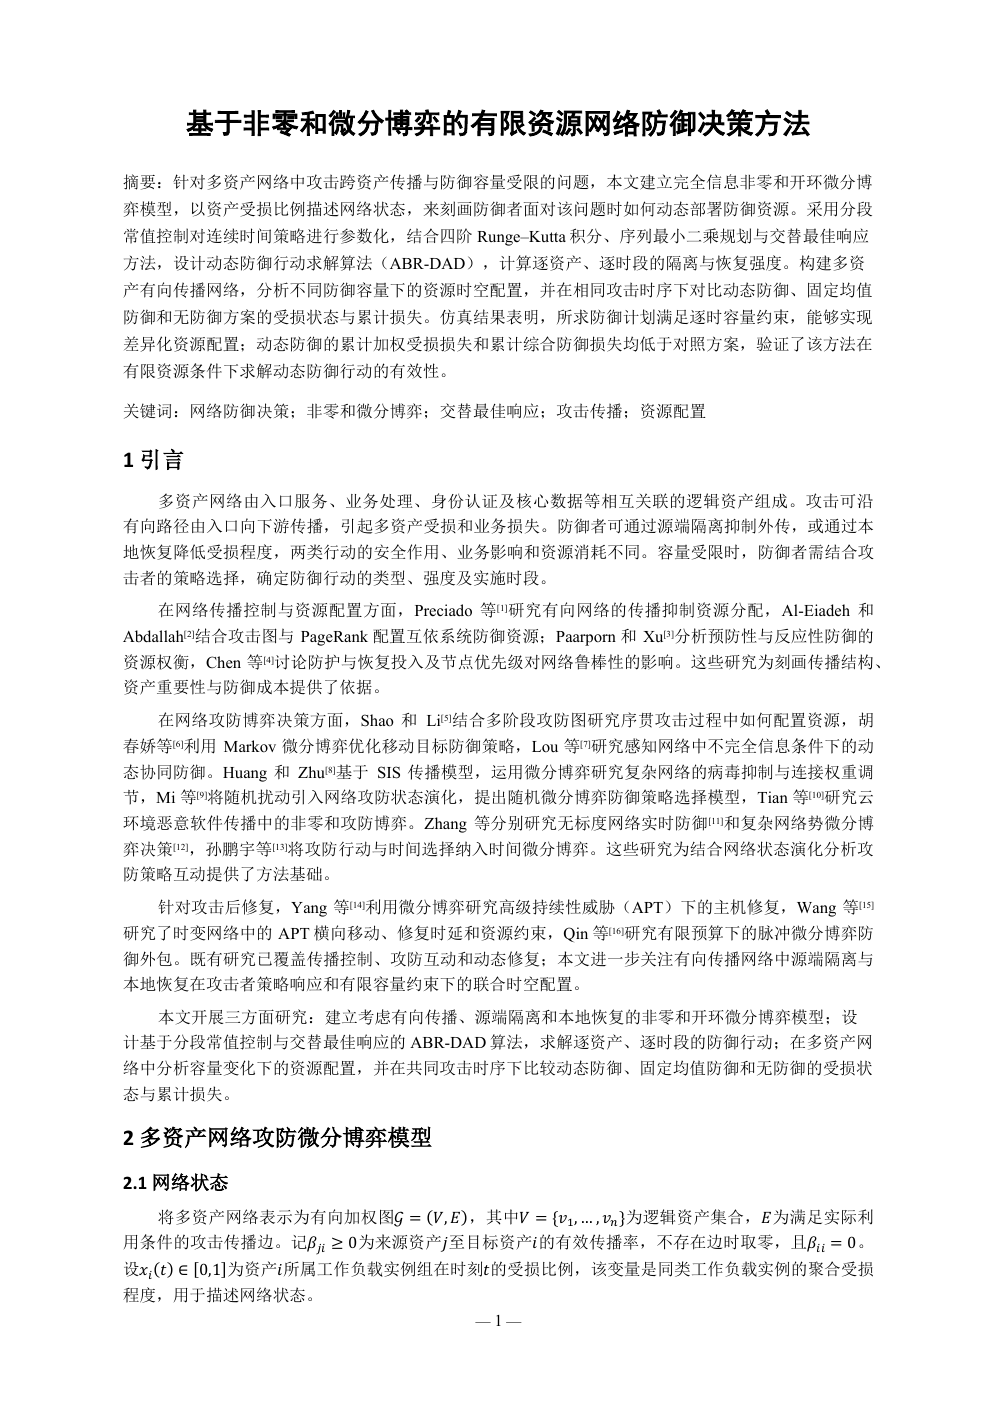 基于非零和微分博弈的有限资源网络防御决策方法
摘要：针对多资产网络中攻击跨资产传播与防御容量受限的问题，本文建立完全信息非零和开环微分博
弈模型，以资产受损比例描述网络状态，来刻画防御者面对该问题时如何动态部署防御资源。采用分段
常值控制对连续时间策略进行参数化，结合四阶 Runge–Kutta 积分、序列最小二乘规划与交替最佳响应
方法，设计动态防御行动求解算法（ABR-DAD），计算逐资产、逐时段的隔离与恢复强度。构建多资
产有向传播网络，分析不同防御容量下的资源时空配置，并在相同攻击时序下对比动态防御、固定均值
防御和无防御方案的受损状态与累计损失。仿真结果表明，所求防御计划满足逐时容量约束，能够实现
差异化资源配置；动态防御的累计加权受损损失和累计综合防御损失均低于对照方案，验证了该方法在
有限资源条件下求解动态防御行动的有效性。
关键词：网络防御决策；非零和微分博弈；交替最佳响应；攻击传播；资源配置
1 引言
多资产网络由入口服务、业务处理、身份认证及核心数据等相互关联的逻辑资产组成。攻击可沿
有向路径由入口向下游传播，引起多资产受损和业务损失。防御者可通过源端隔离抑制外传，或通过本
地恢复降低受损程度，两类行动的安全作用、业务影响和资源消耗不同。容量受限时，防御者需结合攻
击者的策略选择，确定防御行动的类型、强度及实施时段。
在网络传播控制与资源配置方面，Preciado 等[1]研究有向网络的传播抑制资源分配，Al-Eiadeh 和
Abdallah[2]结合攻击图与 PageRank 配置互依系统防御资源；Paarporn 和 Xu[3]分析预防性与反应性防御的
资源权衡，Chen 等[4]讨论防护与恢复投入及节点优先级对网络鲁棒性的影响。这些研究为刻画传播结构、
资产重要性与防御成本提供了依据。
在网络攻防博弈决策方面，Shao 和 Li[5]结合多阶段攻防图研究序贯攻击过程中如何配置资源，胡
春娇等[6]利用 Markov 微分博弈优化移动目标防御策略，Lou 等[7]研究感知网络中不完全信息条件下的动
态协同防御。Huang 和 Zhu[8]基于 SIS 传播模型，运用微分博弈研究复杂网络的病毒抑制与连接权重调
节，Mi 等[9]将随机扰动引入网络攻防状态演化，提出随机微分博弈防御策略选择模型，Tian 等[10]研究云
环境恶意软件传播中的非零和攻防博弈。Zhang 等分别研究无标度网络实时防御[11]和复杂网络势微分博
弈决策[12]，孙鹏宇等[13]将攻防行动与时间选择纳入时间微分博弈。这些研究为结合网络状态演化分析攻
防策略互动提供了方法基础。
针对攻击后修复，Yang 等[14]利用微分博弈研究高级持续性威胁（APT）下的主机修复，Wang 等[15]
研究了时变网络中的 APT 横向移动、修复时延和资源约束，Qin 等[16]研究有限预算下的脉冲微分博弈防
御外包。既有研究已覆盖传播控制、攻防互动和动态修复；本文进一步关注有向传播网络中源端隔离与
本地恢复在攻击者策略响应和有限容量约束下的联合时空配置。
本文开展三方面研究：建立考虑有向传播、源端隔离和本地恢复的非零和开环微分博弈模型；设
计基于分段常值控制与交替最佳响应的 ABR-DAD 算法，求解逐资产、逐时段的防御行动；在多资产网
络中分析容量变化下的资源配置，并在共同攻击时序下比较动态防御、固定均值防御和无防御的受损状
态与累计损失。
2 多资产网络攻防微分博弈模型
2.1 网络状态
将多资产网络表示为有向加权图𝒢 = (V, E)，其中V = {v₁, … , vₙ}为逻辑资产集合，E为满足实际利
用条件的攻击传播边。记βⱼᵢ ≥ 0为来源资产j至目标资产i的有效传播率，不存在边时取零，且βᵢᵢ = 0。
设xᵢ(t) ∈ [0,1]为资产i所属工作负载实例组在时刻t的受损比例，该变量是同类工作负载实例的聚合受损
程度，用于描述网络状态。
— 1 —